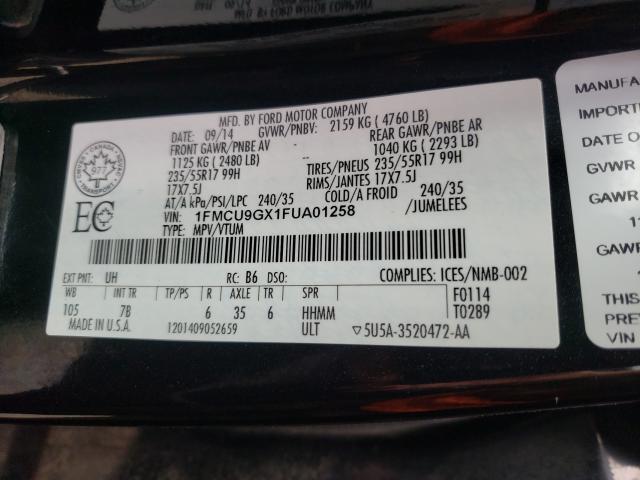 MFD. BY FORD MOTOR COMPANY
DATE: 09/14 GVWR/PNBV: 2159 KG ( 4760 LB)
FRONT GAWR/PNBE AV REAR GAWR/PNBE AR
1125 KG ( 2480 LB) 1040 KG ( 2293 LB)
235/55R17 99H TIRES/PNEUS 235/55R17 99H
17X7.5J RIMS/JANTES 17X7.5J
AT/A kPa/PSI/LPC 240/35 COLD/A FROID 240/35
VIN: 1FMCU9GX1FUA01258 /JUMELEES
TYPE: MPV/VTUM
CANADA
977
EC
EXT PNT: UH RC: B6 DSO: COMPLIES: ICES/NMB-002
WB INT TR TP/PS R AXLE TR SPR F0114
105 7B 6 35 6 HHMM T0289
MADE IN U.S.A. 1201409052659 ULT ▽5U5A-3520472-AA
MANUFA
IMPORTE
DATE O
GVWR
GAWR
GAWR
THIS
PRE
VEHI